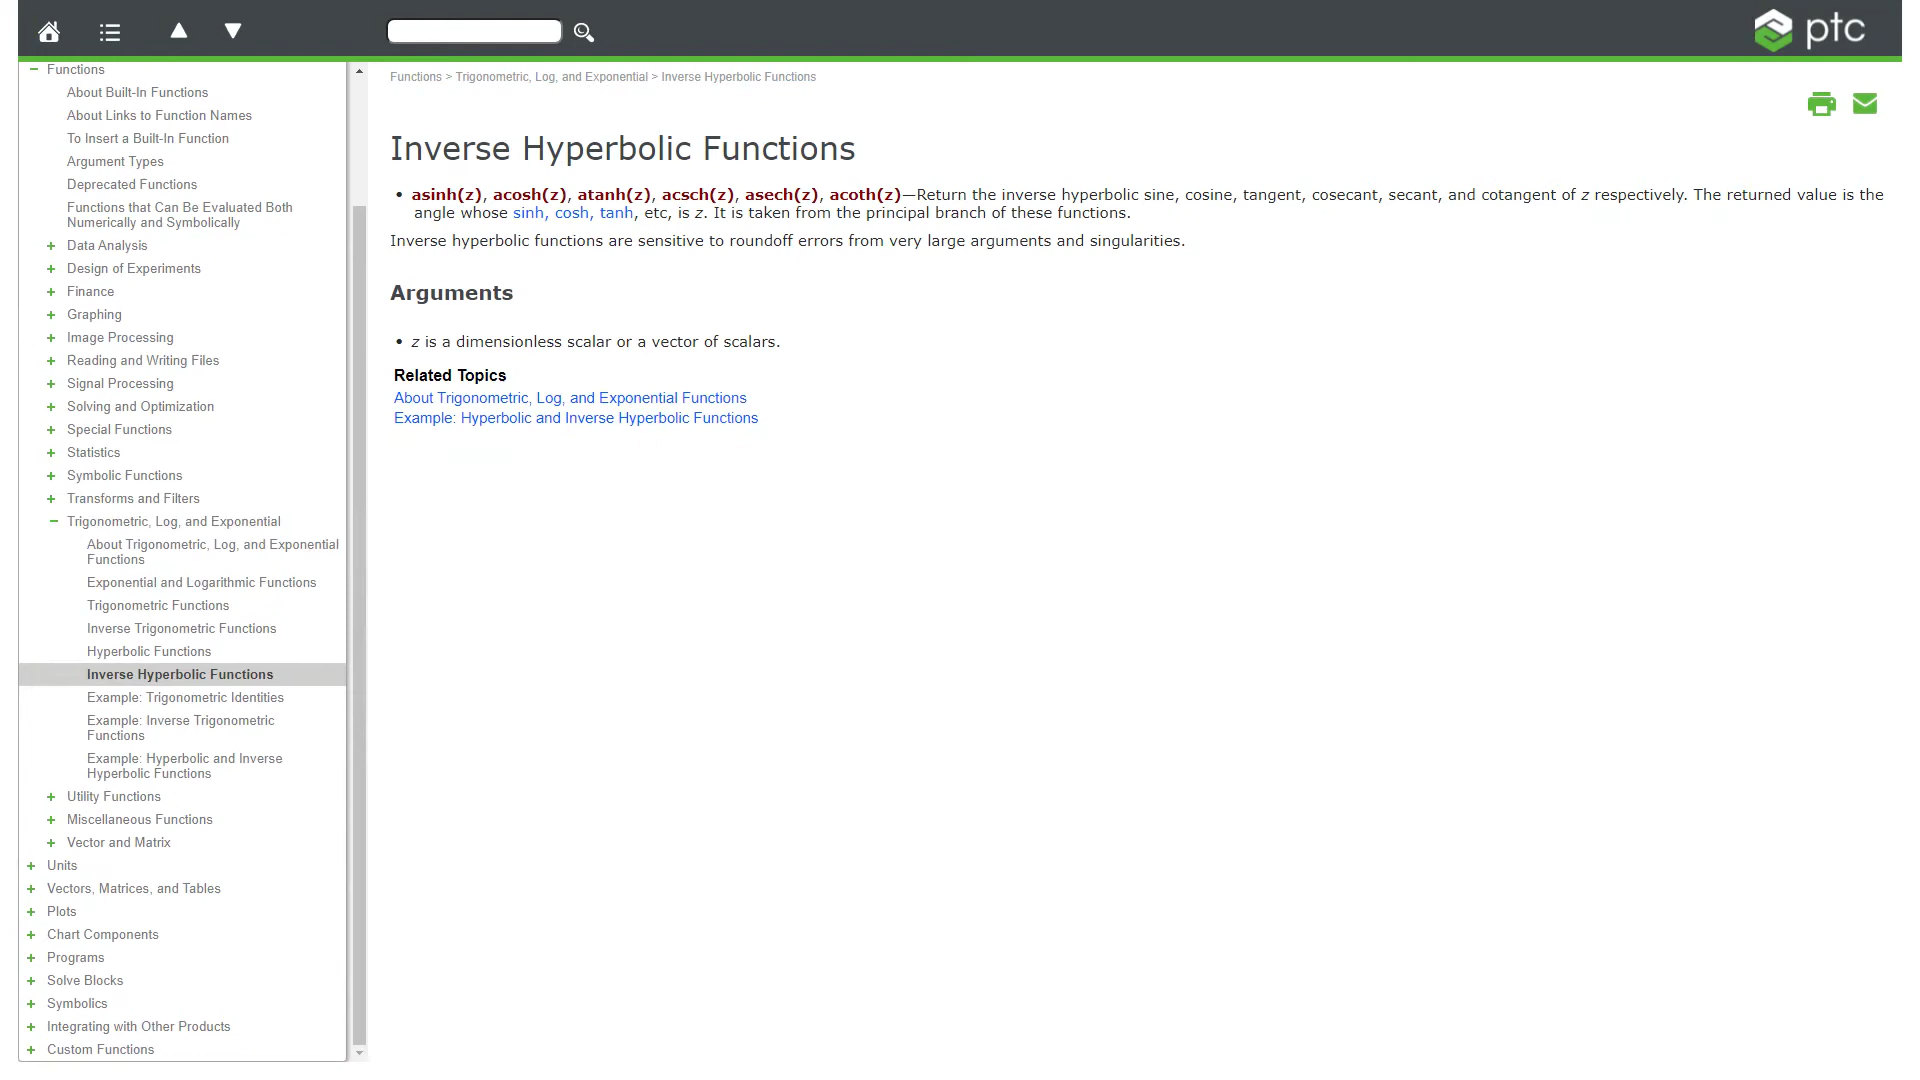 ptc
Functions
About Built-In Functions
About Links to Function Names
To Insert a Built-In Function
Argument Types
Deprecated Functions
Functions that Can Be Evaluated Both
Numerically and Symbolically
Data Analysis
Design of Experiments
Finance
Graphing
Image Processing
Reading and Writing Files
Signal Processing
Solving and Optimization
Special Functions
Statistics
Symbolic Functions
Transforms and Filters
Trigonometric, Log, and Exponential
About Trigonometric, Log, and Exponential
Functions
Exponential and Logarithmic Functions
Trigonometric Functions
Inverse Trigonometric Functions
Hyperbolic Functions
Inverse Hyperbolic Functions
Example: Trigonometric Identities
Example: Inverse Trigonometric
Functions
Example: Hyperbolic and Inverse
Hyperbolic Functions
Utility Functions
Miscellaneous Functions
Vector and Matrix
Units
Vectors, Matrices, and Tables
Plots
Chart Components
Programs
Solve Blocks
Symbolics
Integrating with Other Products
Custom Functions
Functions > Trigonometric, Log, and Exponential > Inverse Hyperbolic Functions
Inverse Hyperbolic Functions
• asinh(z), acosh(z), atanh(z), acsch(z), asech(z), acoth(z)—Return the inverse hyperbolic sine, cosine, tangent, cosecant, secant, and cotangent of z respectively. The returned value is the
angle whose sinh, cosh, tanh, etc, is z. It is taken from the principal branch of these functions.
Inverse hyperbolic functions are sensitive to roundoff errors from very large arguments and singularities.
Arguments
• z is a dimensionless scalar or a vector of scalars.
Related Topics
About Trigonometric, Log, and Exponential Functions
Example: Hyperbolic and Inverse Hyperbolic Functions